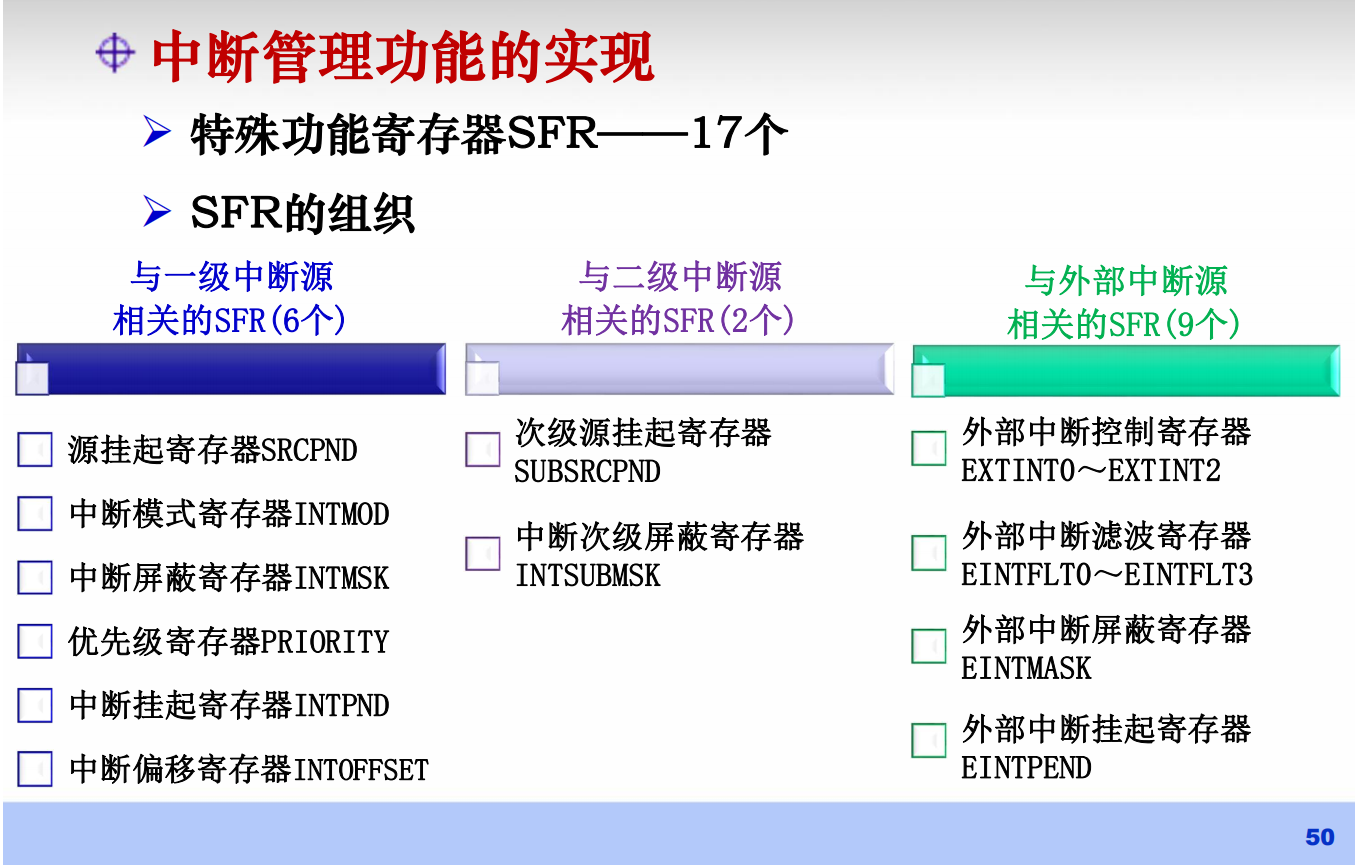 中断管理功能的实现
特殊功能寄存器SFR——17个
SFR的组织
与一级中断源
相关的SFR(6个)
源挂起寄存器SRCPND
中断模式寄存器INTMOD
中断屏蔽寄存器INTMSK
优先级寄存器PRIORITY
中断挂起寄存器INTPND
中断偏移寄存器INTOFFSET
与二级中断源
相关的SFR(2个)
次级源挂起寄存器
SUBSRCPND
中断次级屏蔽寄存器
INTSUBMSK
与外部中断源
相关的SFR(9个)
外部中断控制寄存器
EXTINT0～EXTINT2
外部中断滤波寄存器
EINTFLT0～EINTFLT3
外部中断屏蔽寄存器
EINTMASK
外部中断挂起寄存器
EINTPEND
50